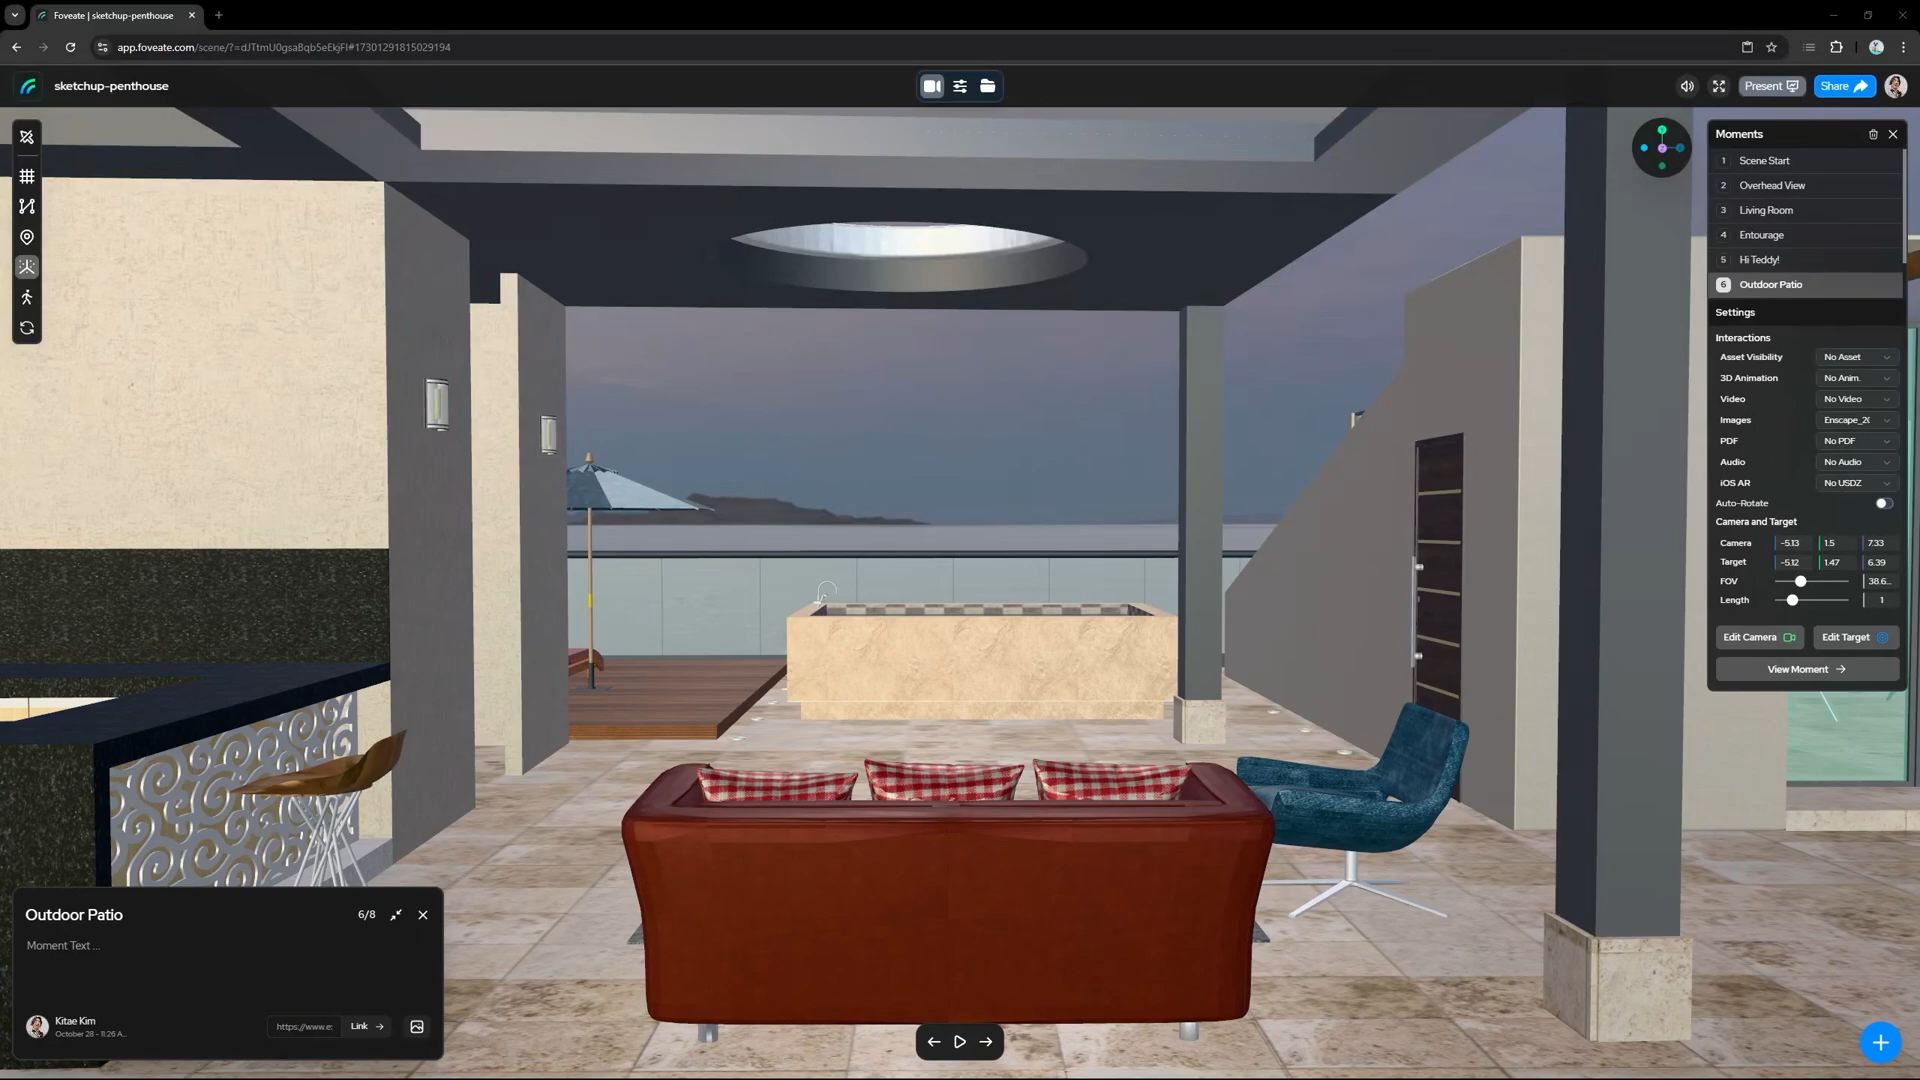 Foveate | sketchup-penthouse
app.foveate.com/scene/?=dJTtmU0gsaBqb5eEkjFl#17301291815029194
sketchup-penthouse
Present
Share
Moments
1 Scene Start
2 Overhead View
3 Living Room
4 Entourage
5 Hi Teddy!
6 Outdoor Patio
Settings
Interactions
Asset Visibility No Asset
3D Animation No Anim.
Video No Video
Images Enscape_2(
PDF No PDF
Audio No Audio
iOS AR No USDZ
Auto-Rotate
Camera and Target
Camera -5.13 1.5 7.33
Target -5.12 1.47 6.39
FOV 38.6...
Length 1
Edit Camera Edit Target
View Moment
Outdoor Patio 6/8
Moment Text ...
Kitae Kim
October 28 - 11:26 A...
https://www.e: Link